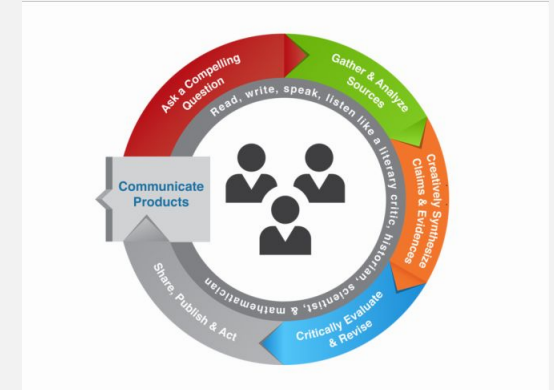 Ask a Compelling
Question
Gather & Analyze
Sources
Creatively Synthesize
Claims & Evidences
Critically Evaluate
& Revise
Share, Publish & Act
Communicate
Products
Read, write, speak, listen like a literary critic, historian, scientist, & mathematician